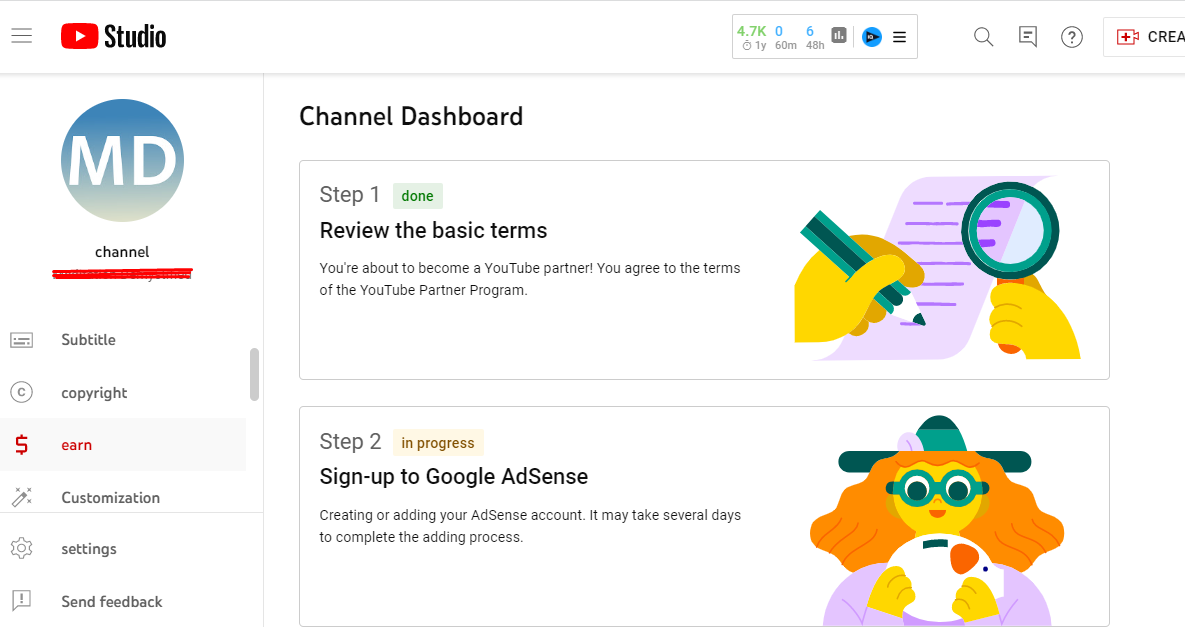 Studio
4.7K 0 6
1y 60m 48h
IQ
CREA
MD
channel
Subtitle
copyright
earn
Customization
settings
Send feedback
Channel Dashboard
Step 1 done
Review the basic terms
You're about to become a YouTube partner! You agree to the terms
of the YouTube Partner Program.
Step 2 in progress
Sign-up to Google AdSense
Creating or adding your AdSense account. It may take several days
to complete the adding process.